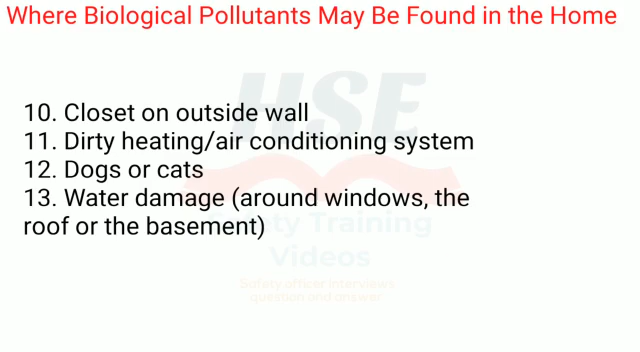 Where Biological Pollutants May Be Found in the Home
HSE
10. Closet on outside wall
11. Dirty heating/air conditioning system
12. Dogs or cats
13. Water damage (around windows, the
roof or the basement)
Safety Training
Videos
Safety officer interviews
question and answer